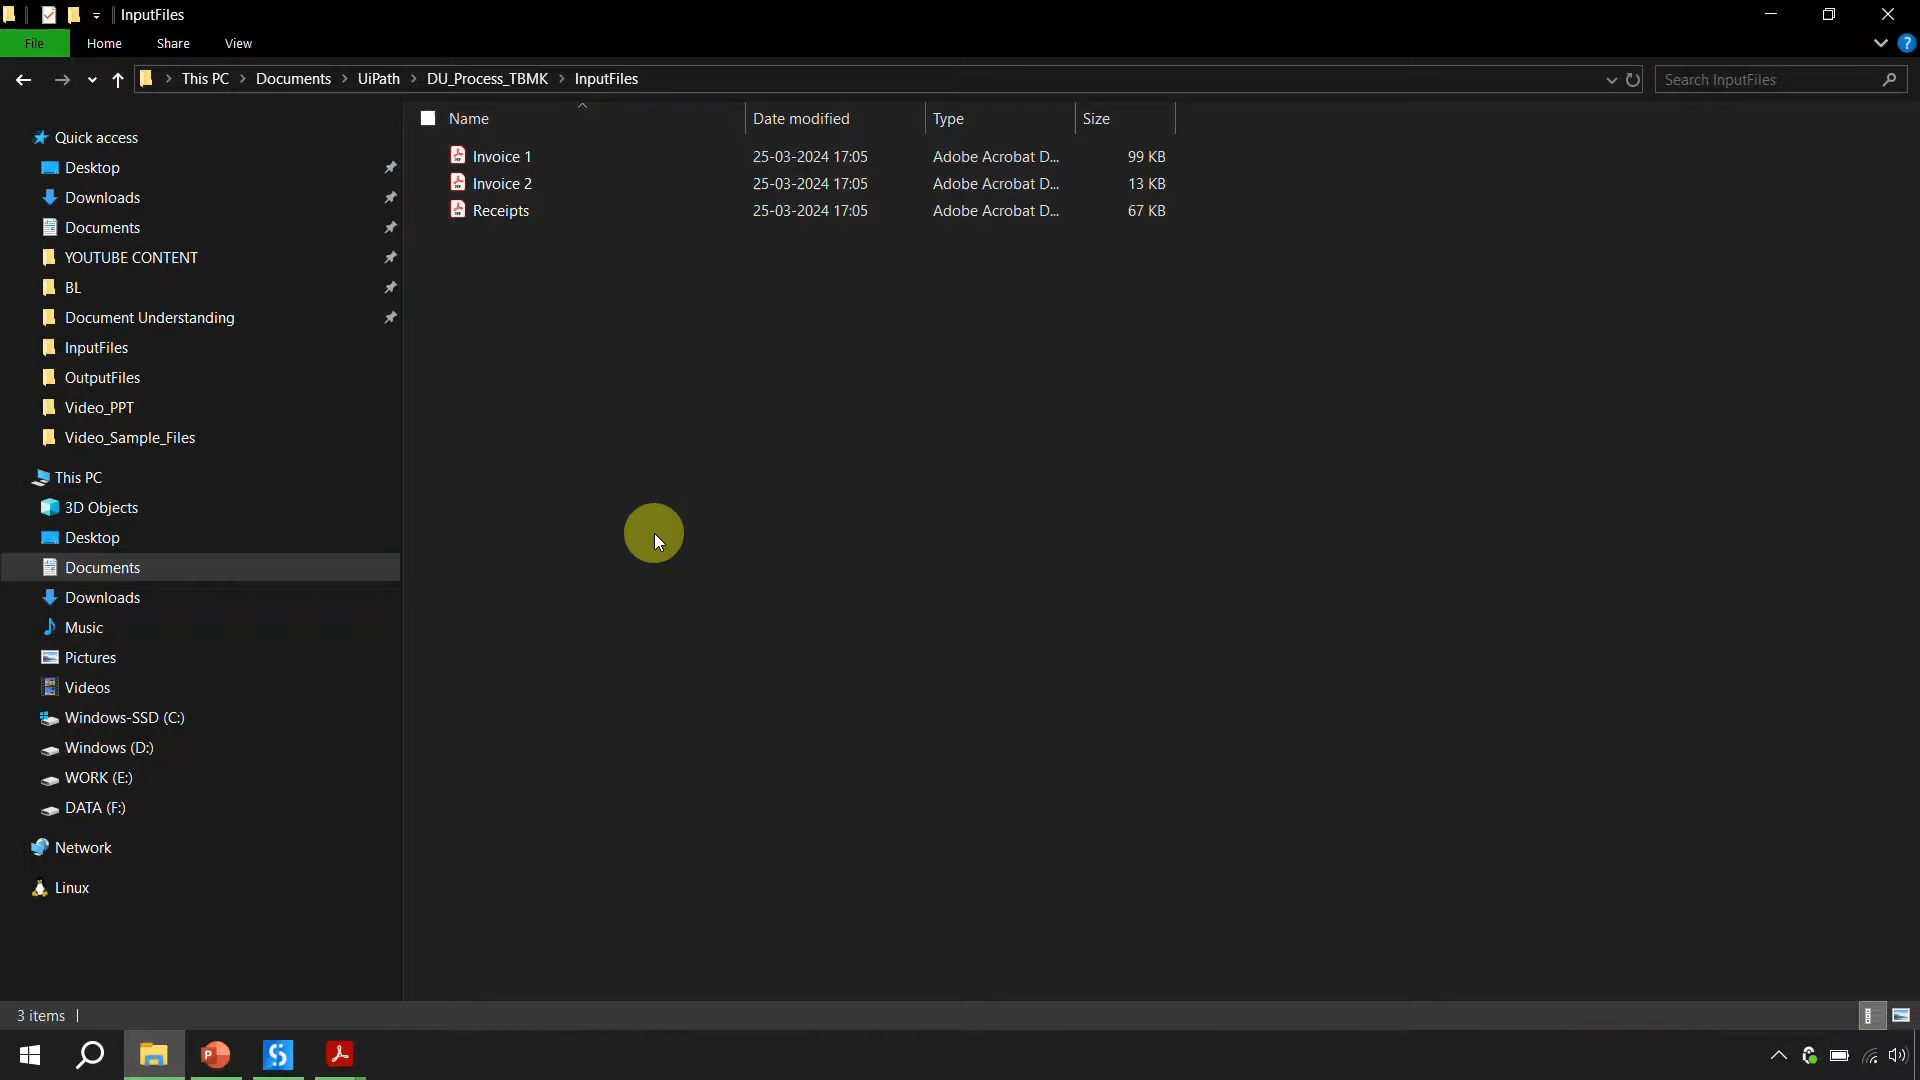 InputFiles
File Home Share View
This PC Documents UiPath DU_Process_TBMK InputFiles
Search InputFiles
Name Date modified Type Size
Invoice 1 25-03-2024 17:05 Adobe Acrobat D... 99 KB
Invoice 2 25-03-2024 17:05 Adobe Acrobat D... 13 KB
Receipts 25-03-2024 17:05 Adobe Acrobat D... 67 KB
Quick access
Desktop
Downloads
Documents
YOUTUBE CONTENT
BL
Document Understanding
InputFiles
OutputFiles
Video_PPT
Video_Sample_Files
This PC
3D Objects
Desktop
Documents
Downloads
Music
Pictures
Videos
Windows-SSD (C:)
Windows (D:)
WORK (E:)
DATA (F:)
Network
Linux
3 items